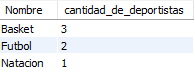 Nombre cantidad_de_deportistas
Basket 3
Futbol 2
Natacion 1